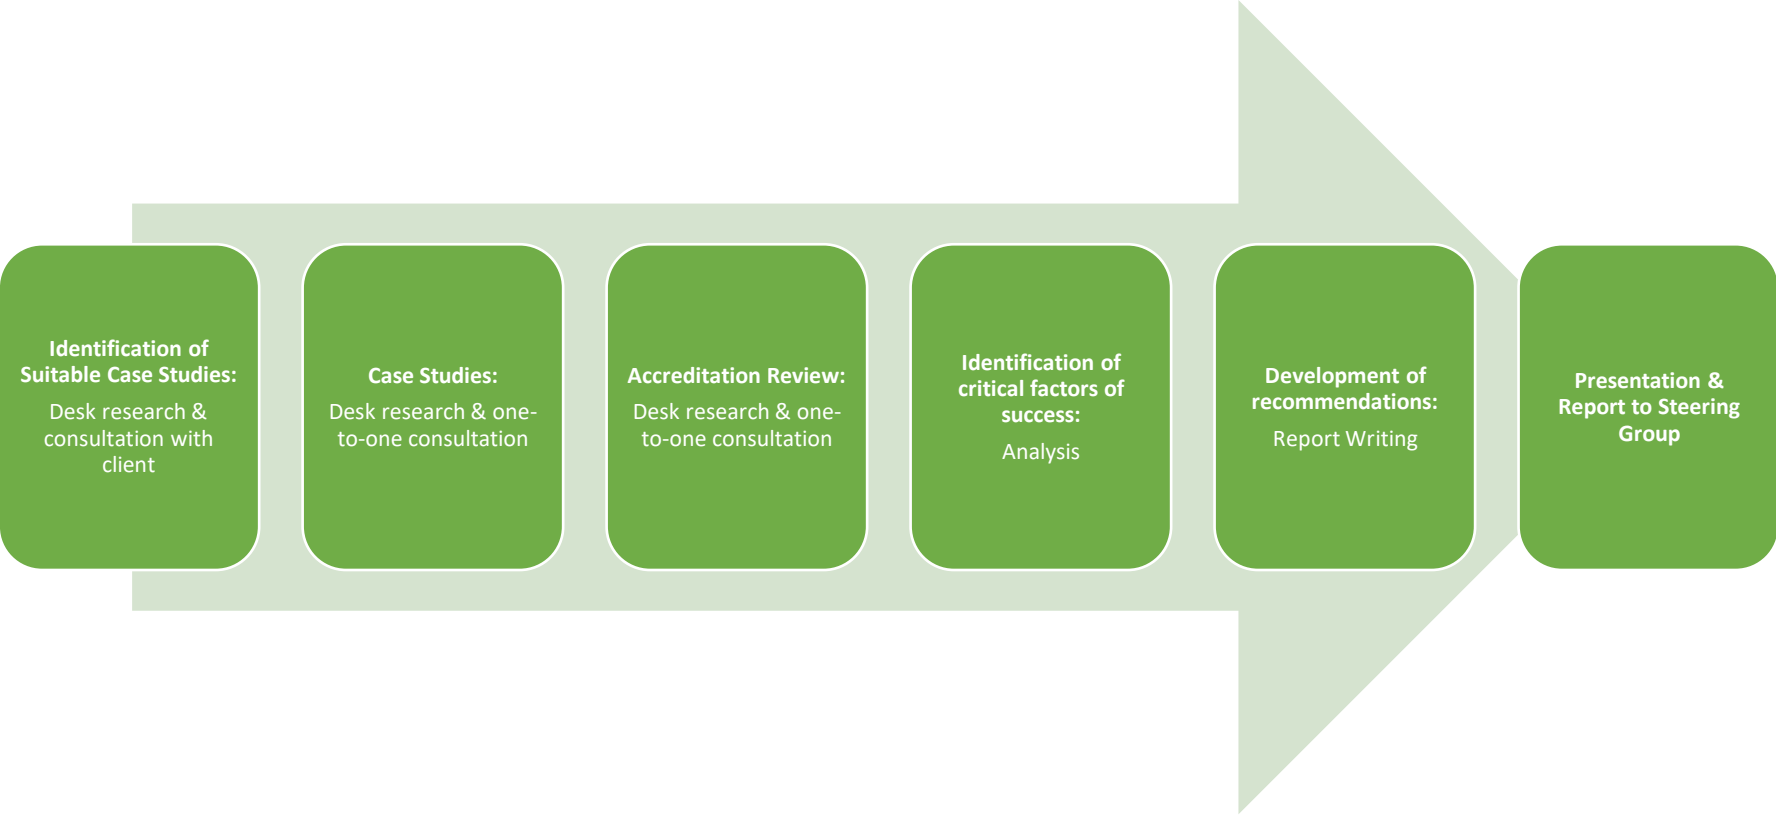 Identification of
Suitable Case Studies:
Desk research &
consultation with
client
Case Studies:
Desk research & one-
to-one consultation
Accreditation Review:
Desk research & one-
to-one consultation
Identification of
critical factors of
success:
Analysis
Development of
recommendations:
Report Writing
Presentation &
Report to Steering
Group